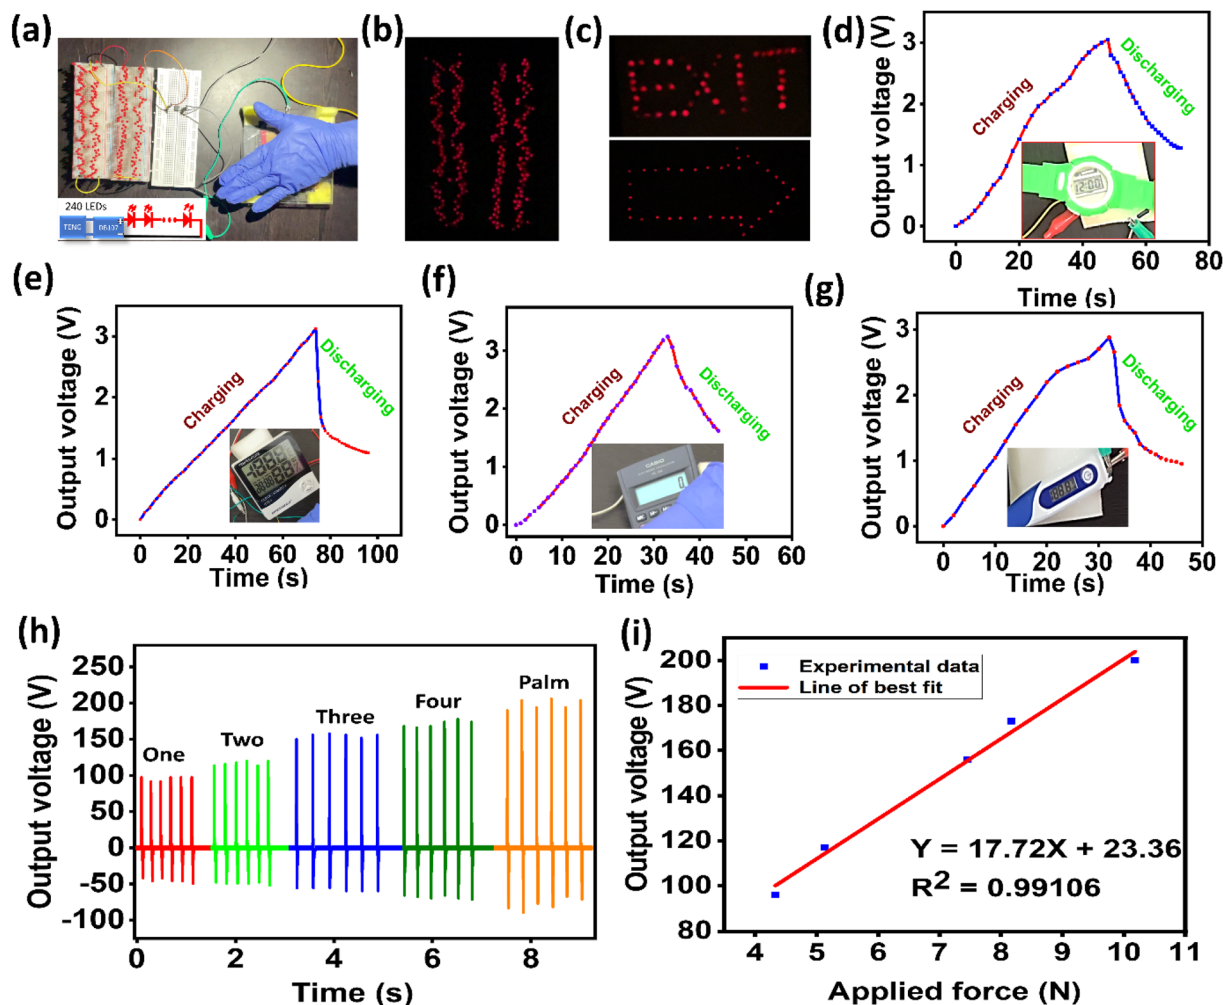 (a)
240 LEDs
TENG
DB107
(b)
(c)
EXIT
(d)
Output voltage (V)
3
2
1
0
Charging
Discharging
12:00
0 20 40 60 80
Time (s)
(e)
Output voltage (V)
3
2
1
0
Charging
Discharging
0 20 40 60 80 100
Time (s)
(f)
Output voltage (V)
4
3
2
1
0
Charging
Discharging
CASIO
0
0 10 20 30 40 50 60
Time (s)
(g)
Output voltage (V)
3
2
1
0
Charging
Discharging
0 10 20 30 40 50
Time (s)
(h)
Output voltage (V)
250
200
150
100
50
0
-50
-100
One
Two
Three
Four
Palm
0 2 4 6 8
Time (s)
(i)
Output voltage (V)
200
180
160
140
120
100
80
Experimental data
Line of best fit
Y = 17.72X + 23.36
R2 = 0.99106
4 5 6 7 8 9 10 11
Applied force (N)